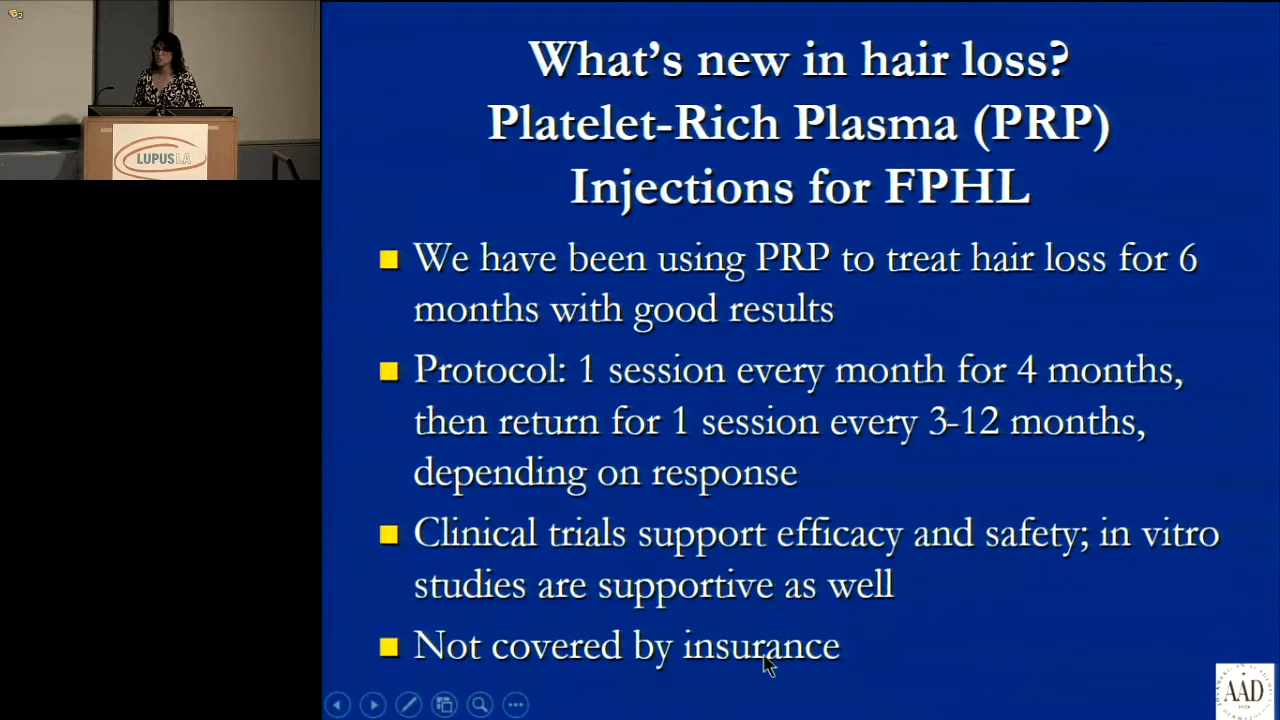 What's new in hair loss?
Platelet-Rich Plasma (PRP)
Injections for FPHL
We have been using PRP to treat hair loss for 6
months with good results
Protocol: 1 session every month for 4 months,
then return for 1 session every 3-12 months,
depending on response
Clinical trials support efficacy and safety; in vitro
studies are supportive as well
Not covered by insurance
LUPUS LA
AAD